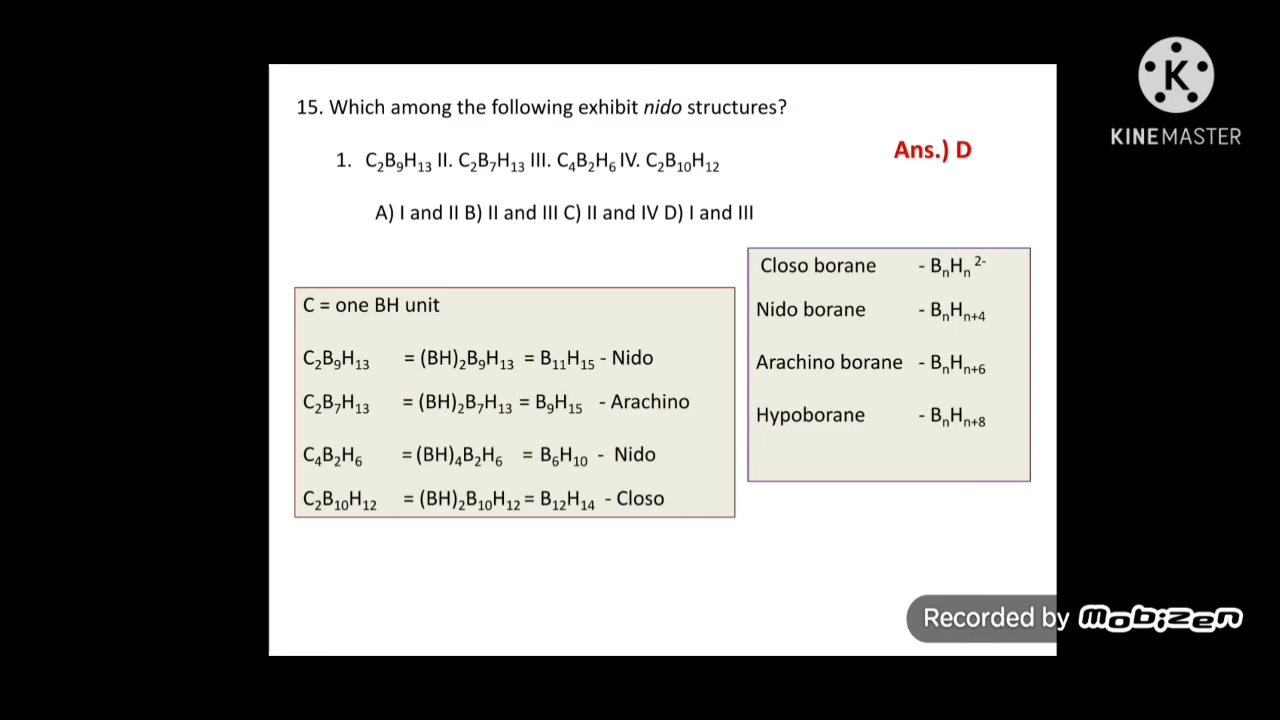 15. Which among the following exhibit nido structures?
Ans.) D
1. C₂B₉H₁₃ II. C₂B₇H₁₃ III. C₄B₂H₆ IV. C₂B₁₀H₁₂
A) I and II B) II and III C) II and IV D) I and III
C = one BH unit
C₂B₉H₁₃ = (BH)₂B₉H₁₃ = B₁₁H₁₅ - Nido
C₂B₇H₁₃ = (BH)₂B₇H₁₃ = B₉H₁₅ - Arachino
C₄B₂H₆ = (BH)₄B₂H₆ = B₆H₁₀ - Nido
C₂B₁₀H₁₂ = (BH)₂B₁₀H₁₂ = B₁₂H₁₄ - Closo
Closo borane - BₙHₙ²⁻
Nido borane - BₙHₙ₊₄
Arachino borane - BₙHₙ₊₆
Hypoborane - BₙHₙ₊₈
K
KINEMASTER
Recorded by Mobizen